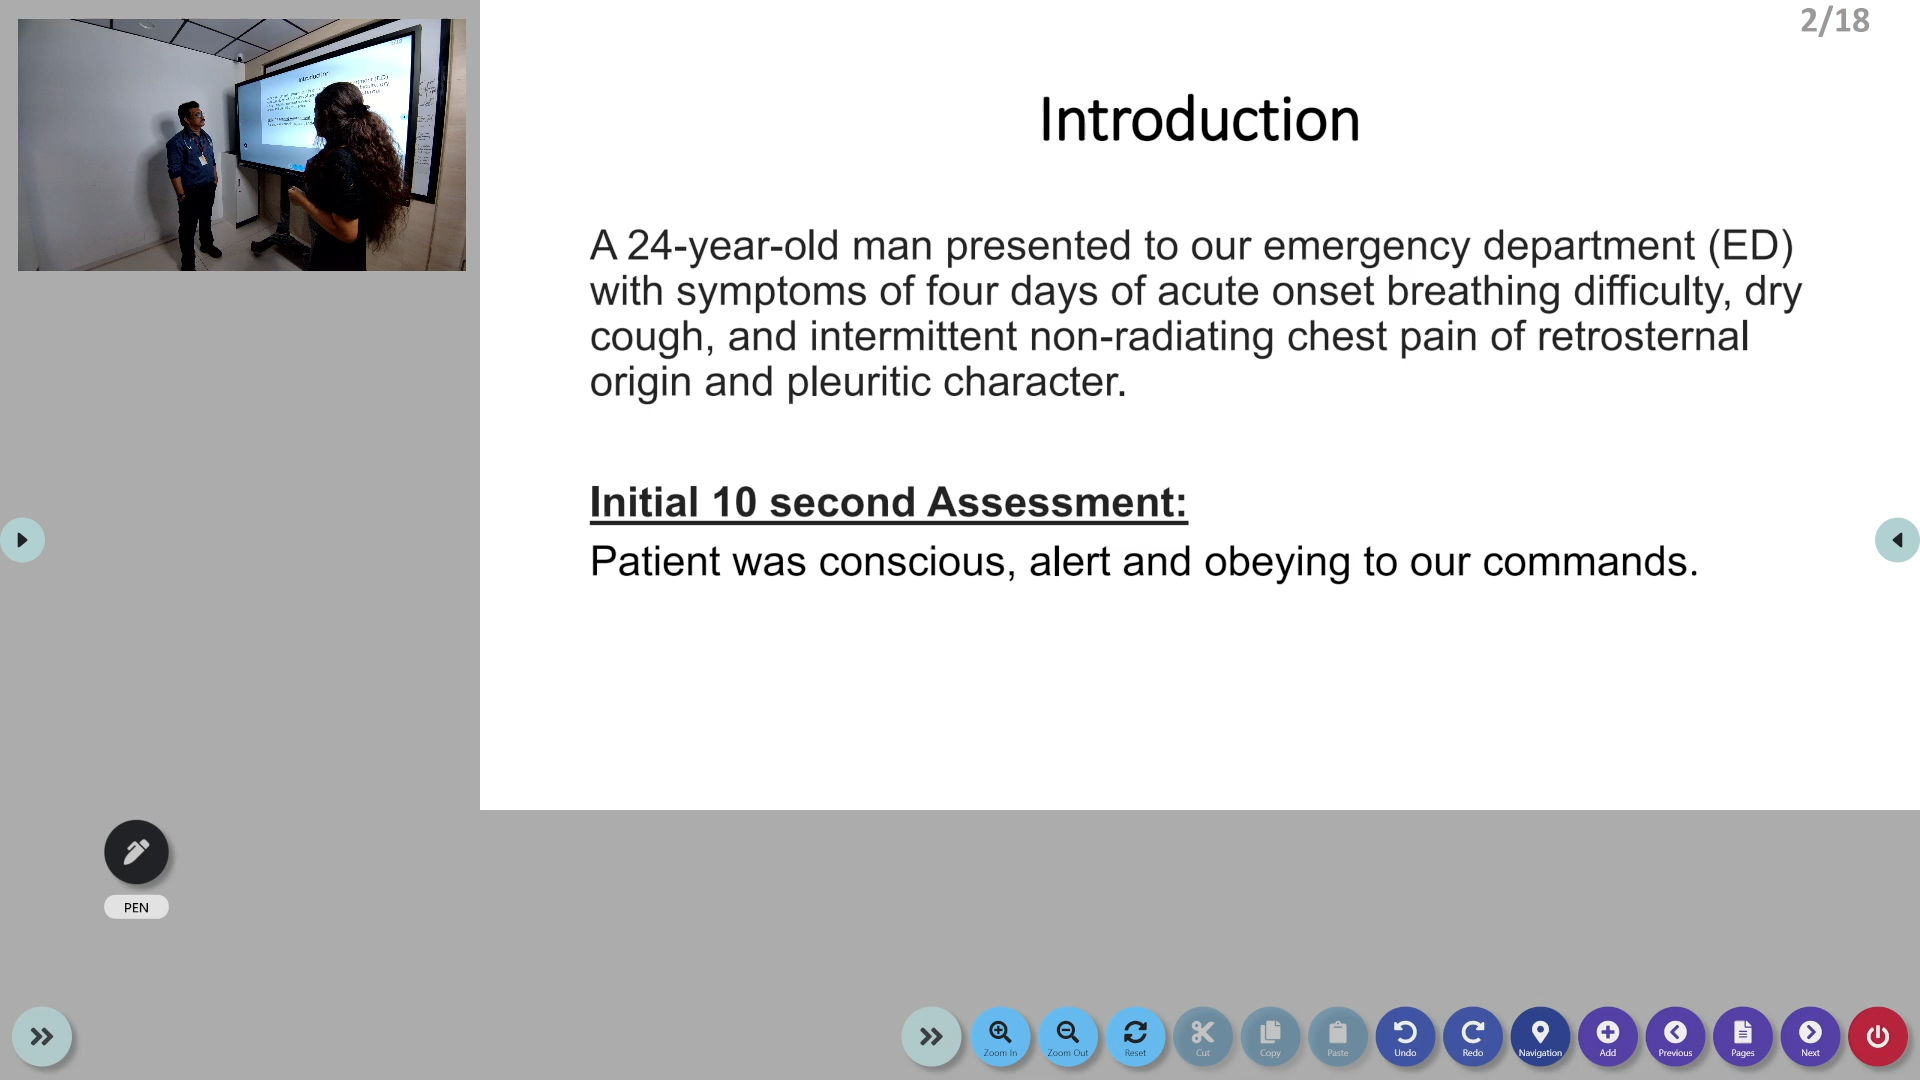 2/18
Introduction
A 24-year-old man presented to our emergency department (ED)
with symptoms of four days of acute onset breathing difficulty, dry
cough, and intermittent non-radiating chest pain of retrosternal
origin and pleuritic character.
Initial 10 second Assessment:
Patient was conscious, alert and obeying to our commands.
PEN
Zoom In
Zoom Out
Reset
Cut
Copy
Paste
Undo
Redo
Navigation
Add
Previous
Pages
Next